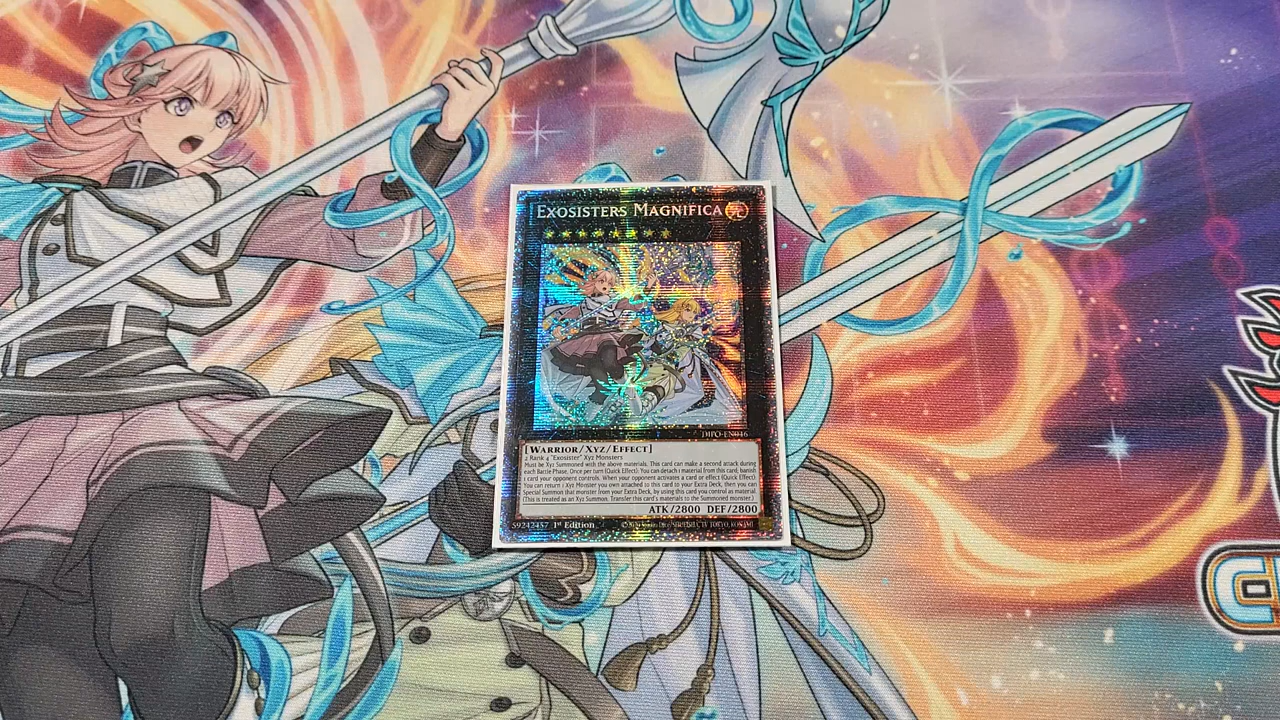 EXOSISTERS MAGNIFICA
IMPO-EN046
[WARRIOR/XYZ/EFFECT]
2 Rank 4 "Exosister" Xyz Monsters
Must be Xyz Summoned with the above materials. This card can make a second attack during
each Battle Phase. Once per turn (Quick Effect): You can detach 1 material from this card; banish
1 card your opponent controls. When your opponent activates a card or effect (Quick Effect):
You can return 1 Xyz Monster you own attached to this card to your Extra Deck, then you can
Special Summon that monster from your Extra Deck, by using this card you control as material.
(This is treated as an Xyz Summon. Transfer this card's materials to the Summoned monster.)
ATK/2800 DEF/2800
59242457 1st Edition